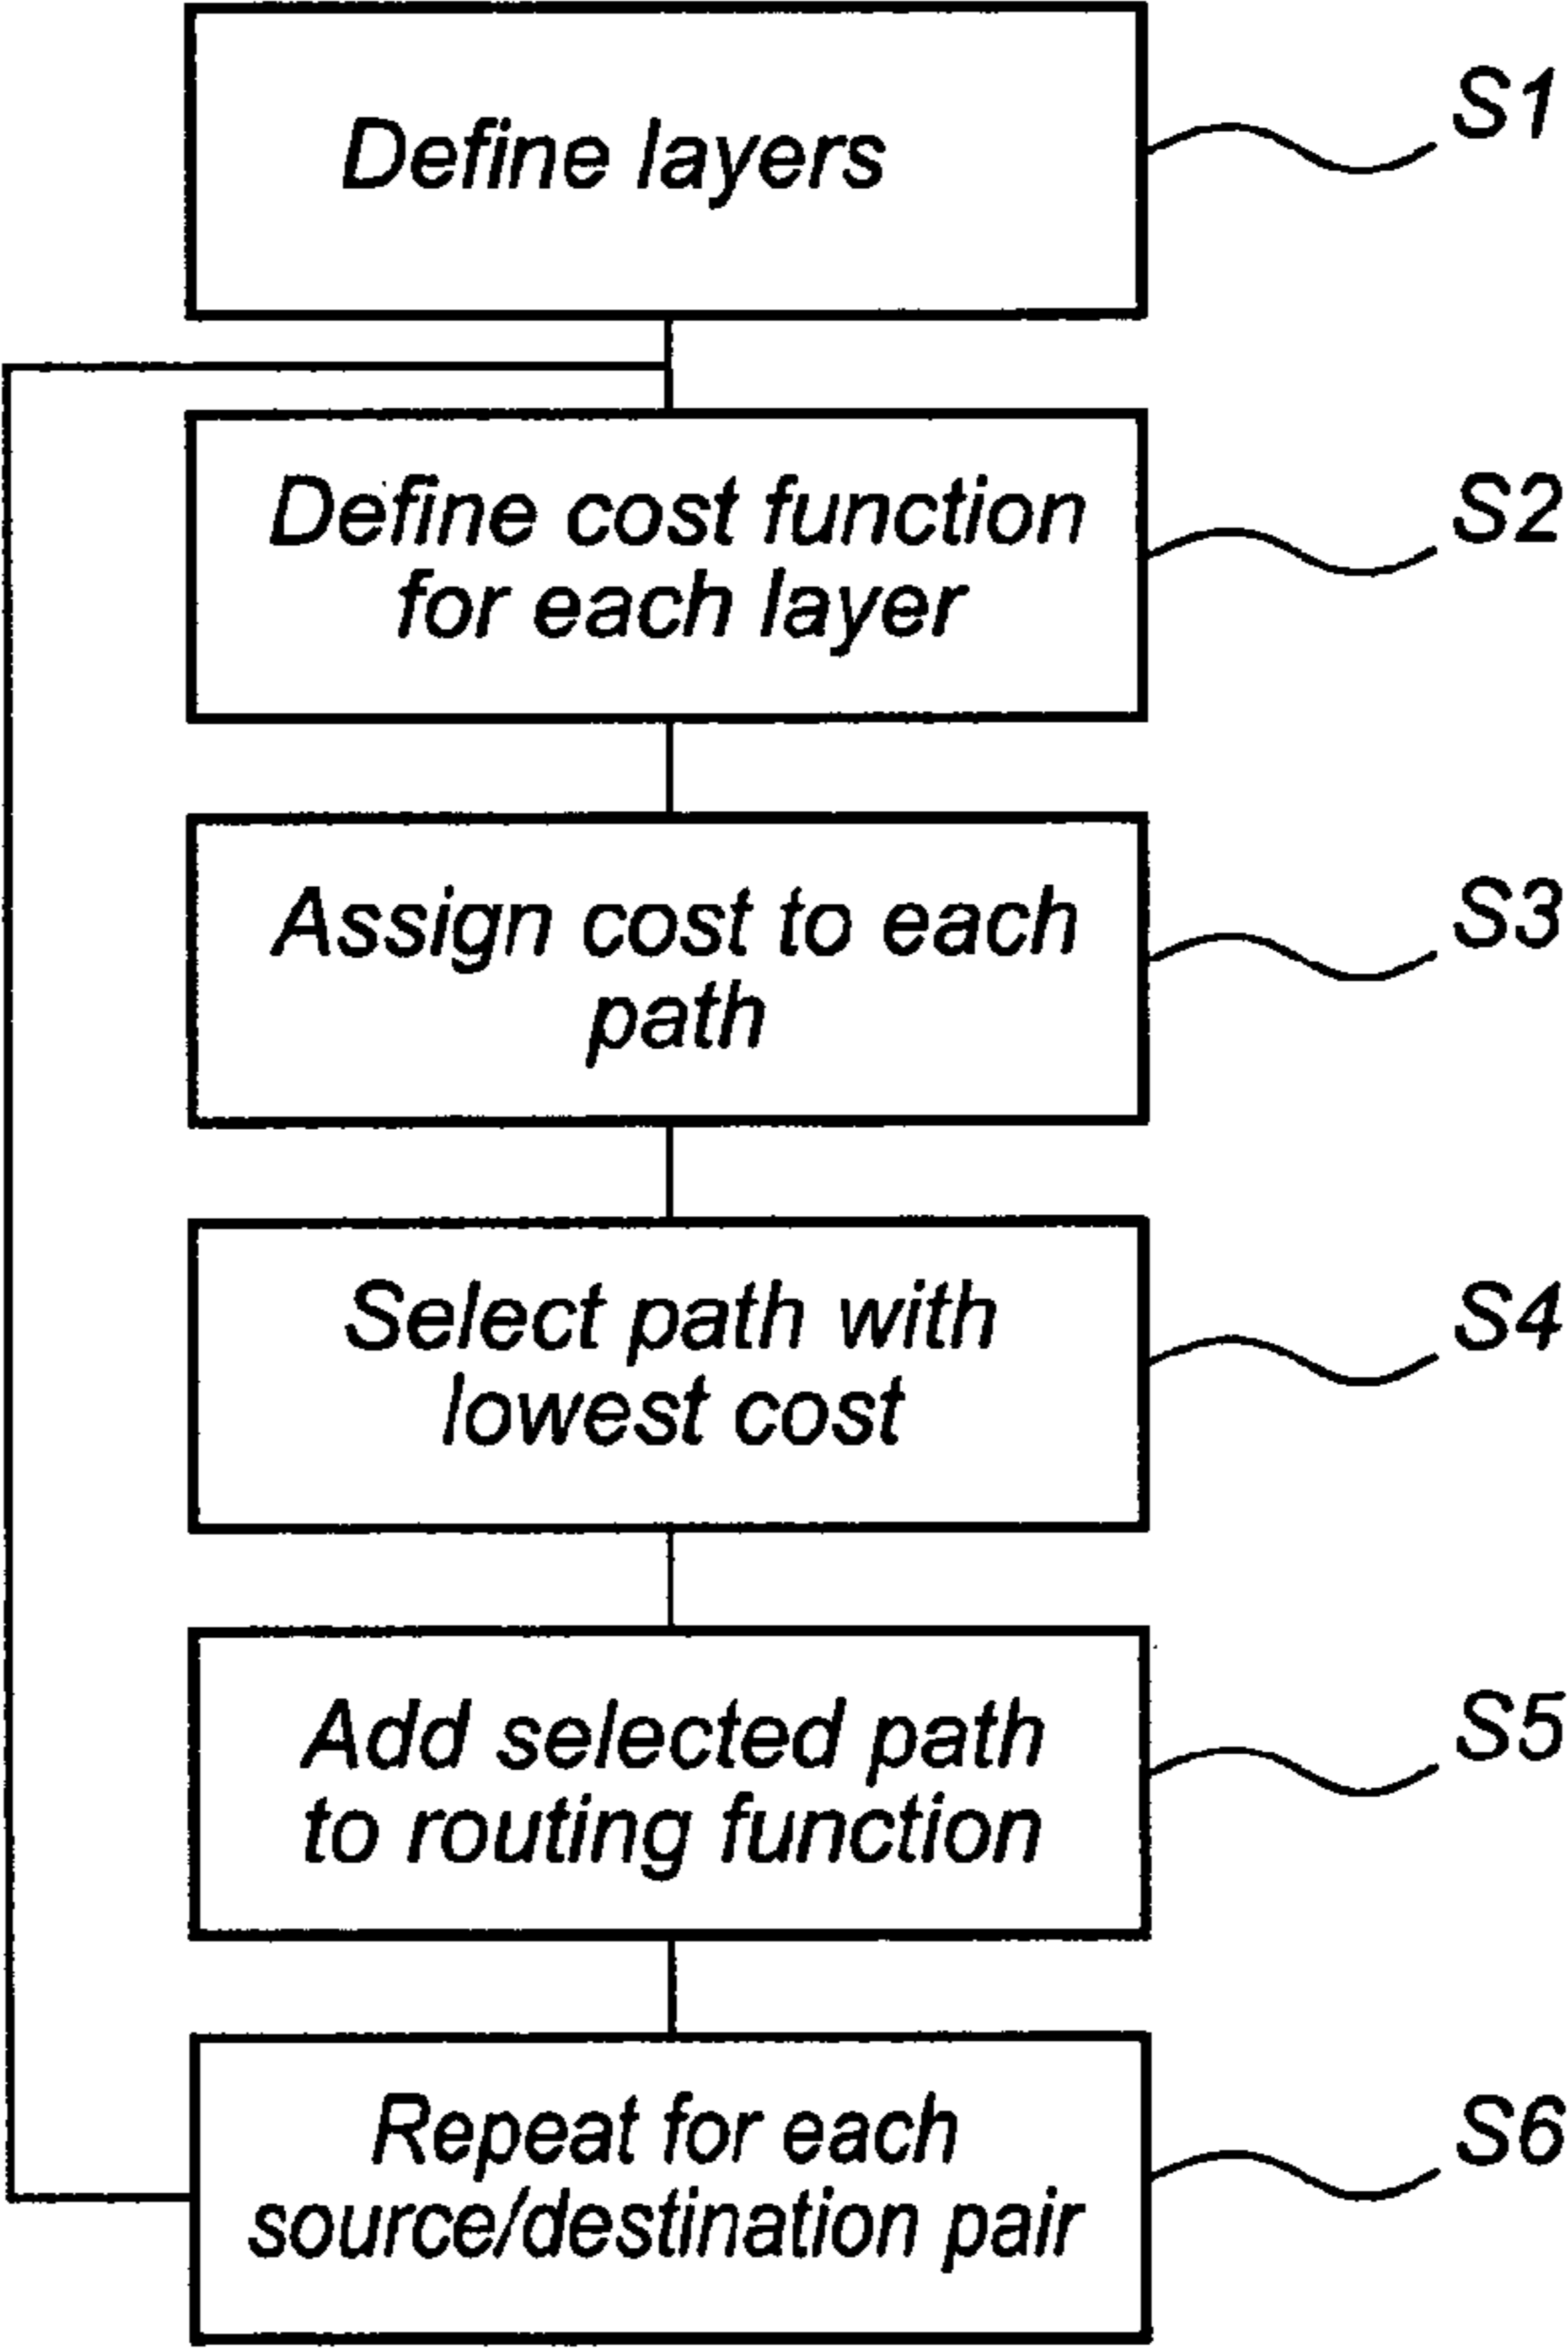 Define layers
S1
Define cost function
for each layer
S2
Assign cost to each
path
S3
Select path with
lowest cost
S4
Add selected path
to routing function
S5
Repeat for each
source/destination pair
S6